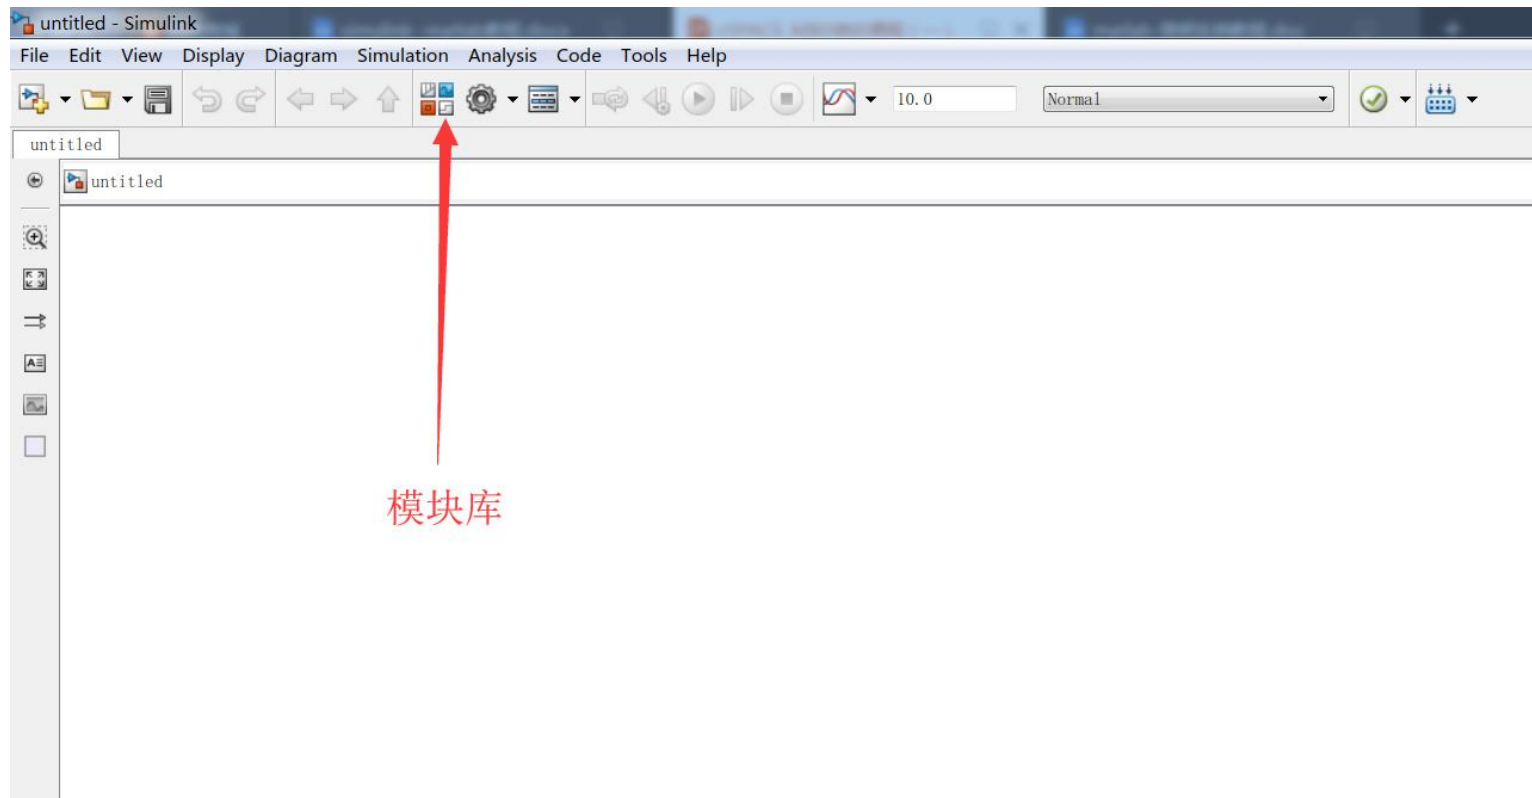 untitled - Simulink
File Edit View Display Diagram Simulation Analysis Code Tools Help
10.0 Normal
untitled
untitled
模块库